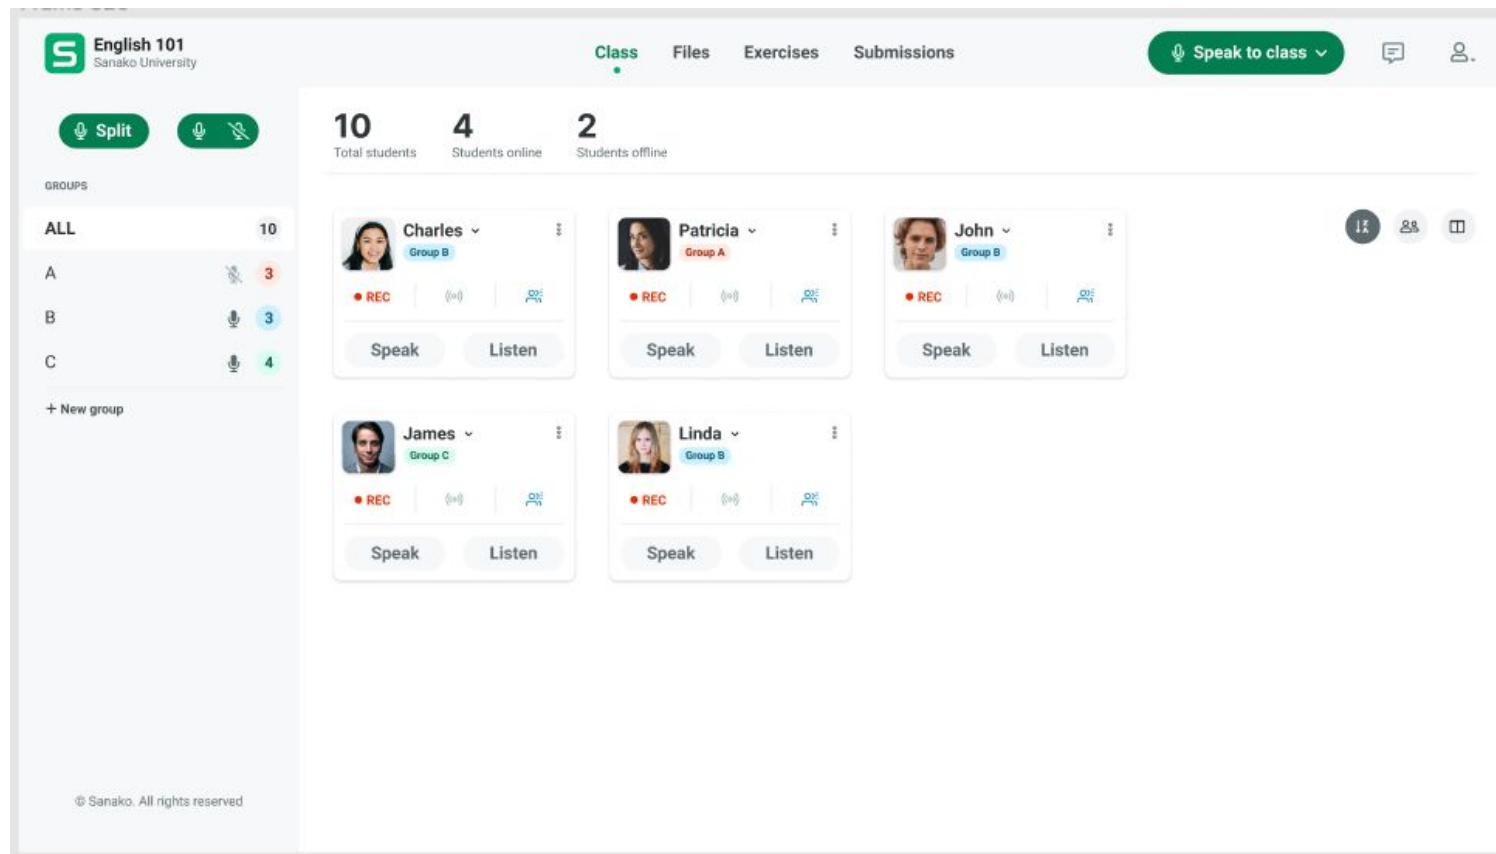 English 101
Sanako University
Class Files Exercises Submissions
Speak to class
Split
10 4 2
Total students Students online Students offline
GROUPS
ALL 10
A 3
B 3
C 4
+ New group
Charles
Group B
REC
Speak Listen
Patricia
Group A
REC
Speak Listen
John
Group B
REC
Speak Listen
James
Group C
REC
Speak Listen
Linda
Group B
REC
Speak Listen
© Sanako. All rights reserved